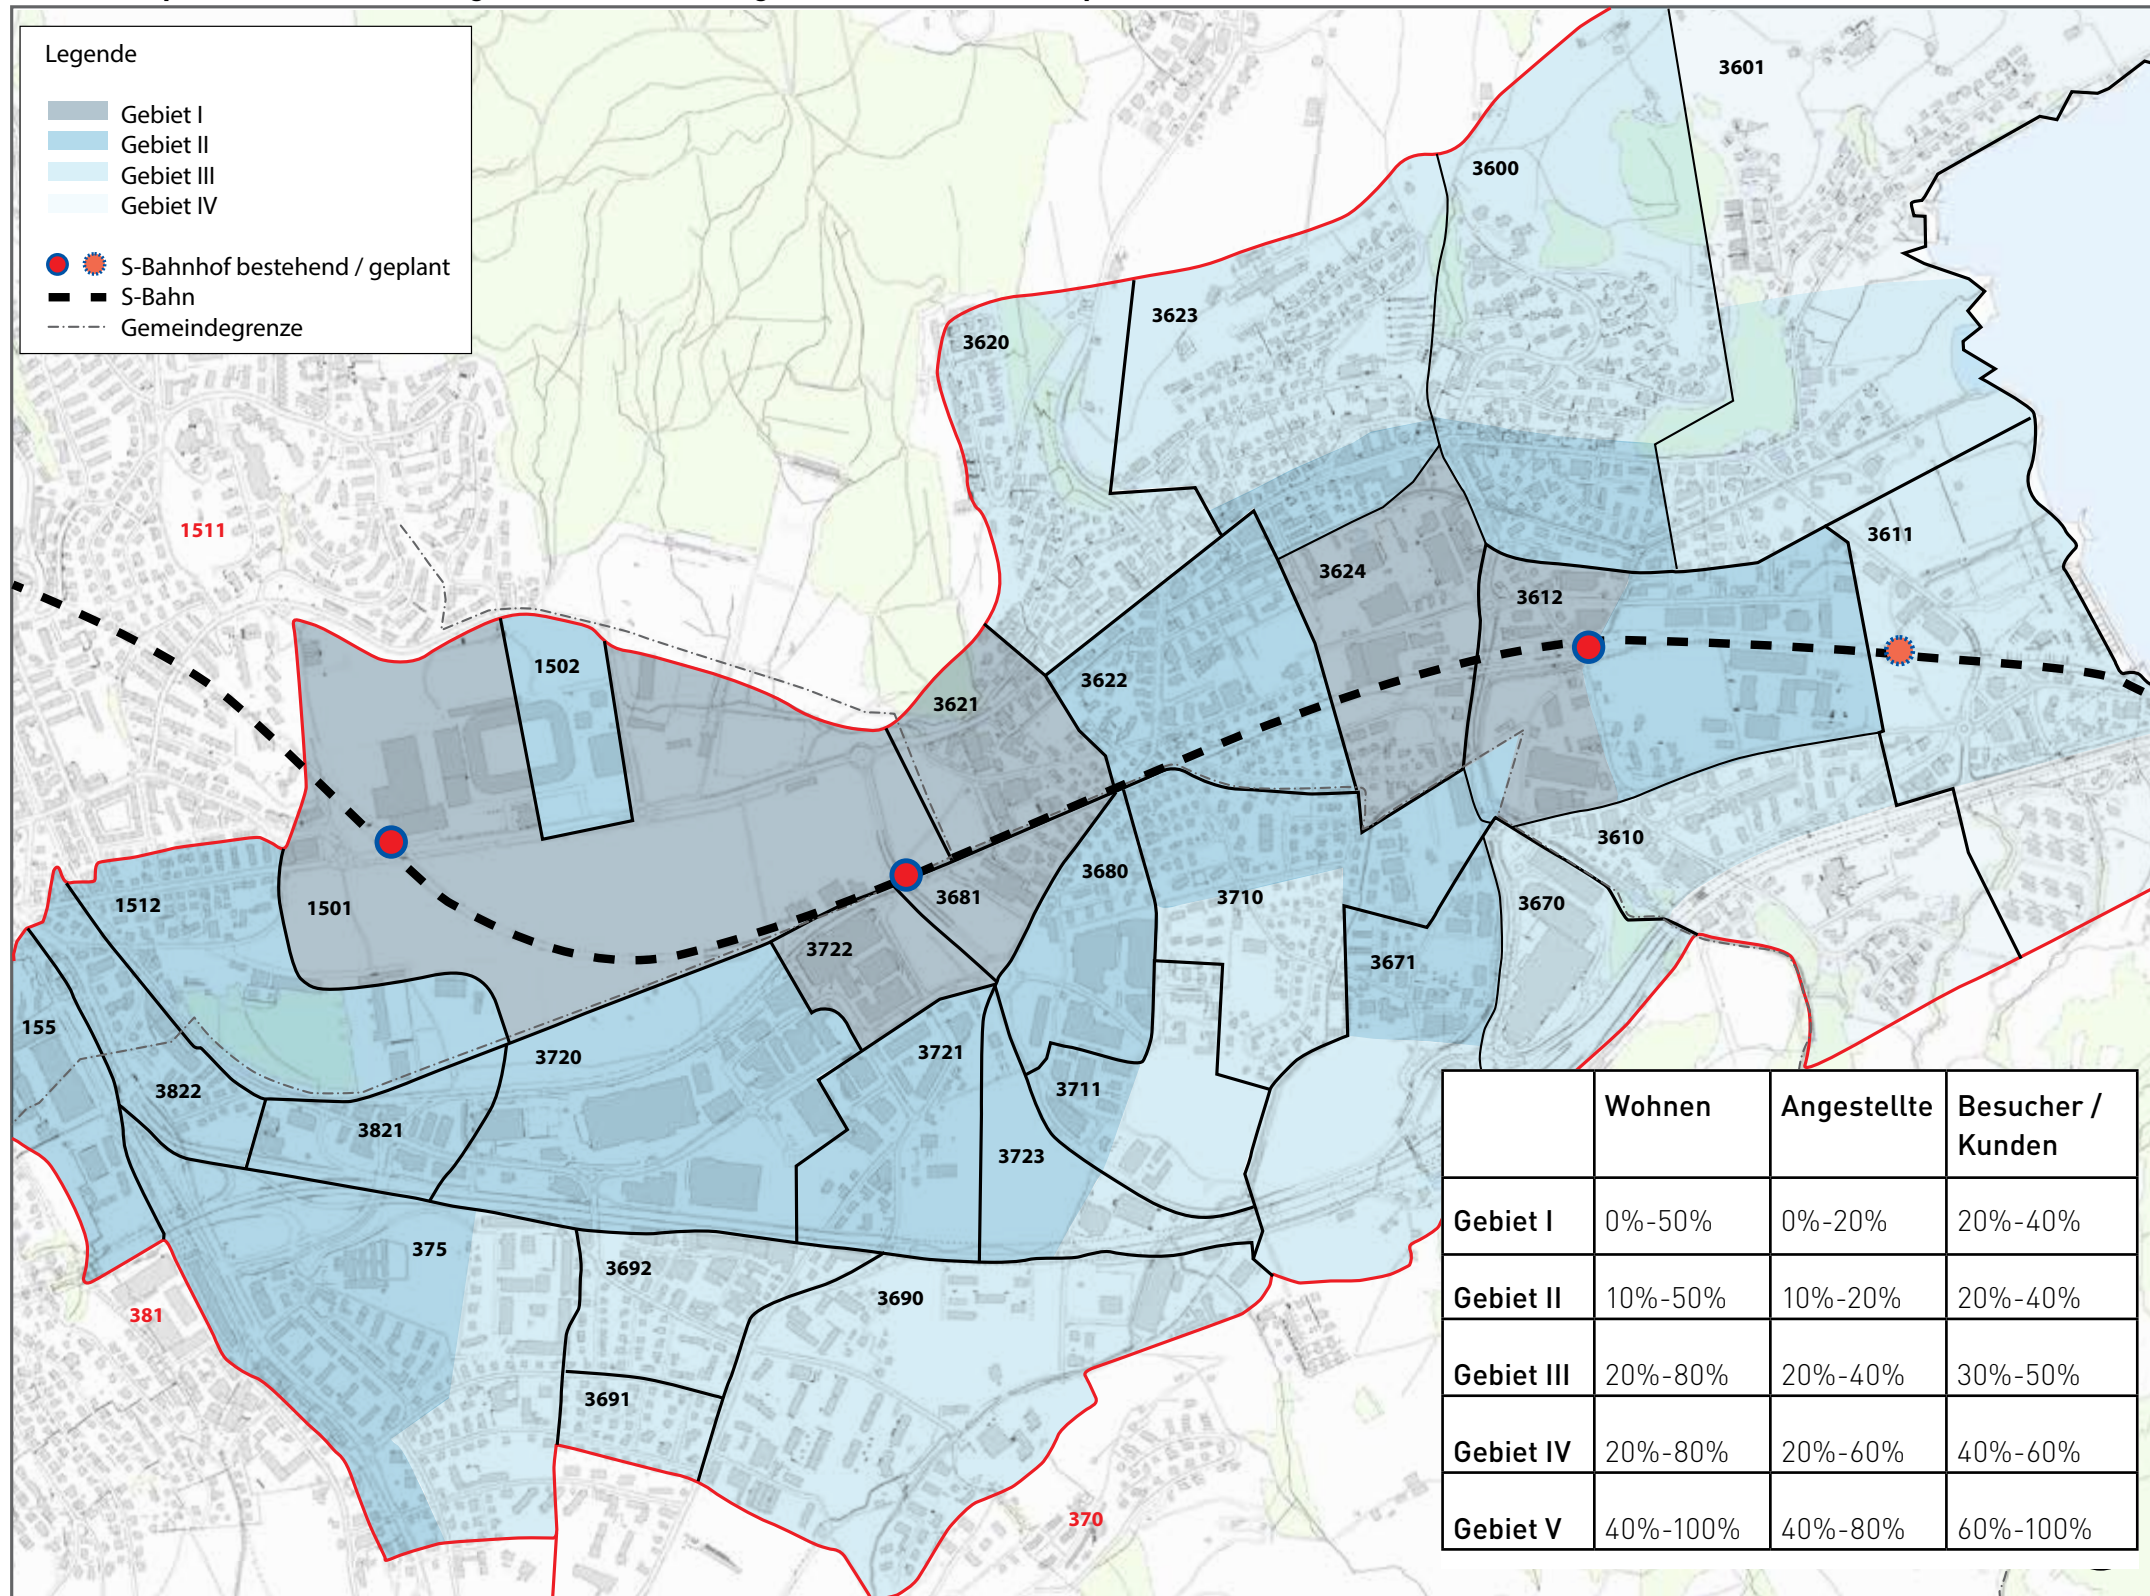 Legende
Gebiet I
Gebiet II
Gebiet III
Gebiet IV
S-Bahnhof bestehend / geplant
S-Bahn
Gemeindegrenze
3601
3600
3623
3620
1511
3611
3624
3612
1502
3622
3621
3610
3680
3681
3710
3670
1512
1501
3722
3671
155
3720
3721
3822
3711
3821
3723
375
3692
3690
381
3691
370
Wohnen Angestellte Besucher /
Kunden
Gebiet I 0%-50% 0%-20% 20%-40%
Gebiet II 10%-50% 10%-20% 20%-40%
Gebiet III 20%-80% 20%-40% 30%-50%
Gebiet IV 20%-80% 20%-60% 40%-60%
Gebiet V 40%-100% 40%-80% 60%-100%